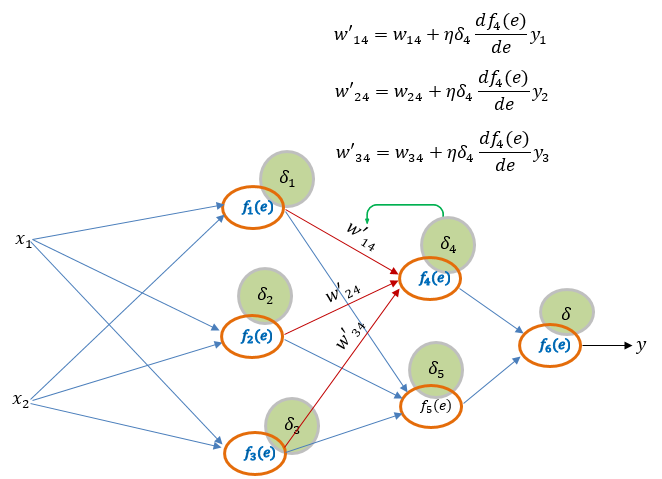 w′₁₄ = w₁₄ + ηδ₄ df₄(e)/de y₁
w′₂₄ = w₂₄ + ηδ₄ df₄(e)/de y₂
w′₃₄ = w₃₄ + ηδ₄ df₄(e)/de y₃
δ₁
f₁(e)
x₁
w′₁₄
δ₄
f₄(e)
δ₂
w′₂₄
f₂(e)
w′₃₄
δ
f₆(e)
y
δ₅
f₅(e)
x₂
δ₃
f₃(e)